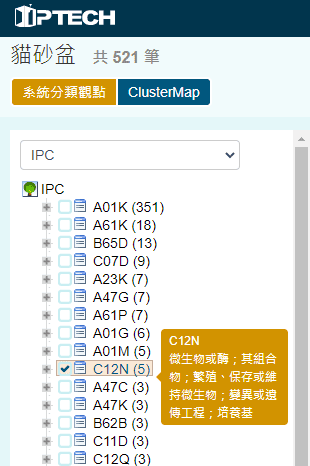 IPTECH
貓砂盆 共 521 筆
系統分類觀點 ClusterMap
IPC
IPC
A01K (351)
A61K (18)
B65D (13)
C07D (9)
A23K (7)
A47G (7)
A61P (7)
A01G (6)
A01M (5)
C12N (5)
C12N
微生物或酶；其組合
物；繁殖、保存或維
持微生物；變異或遺
傳工程；培養基
A47C (3)
A47K (3)
B62B (3)
C11D (3)
C12Q (3)